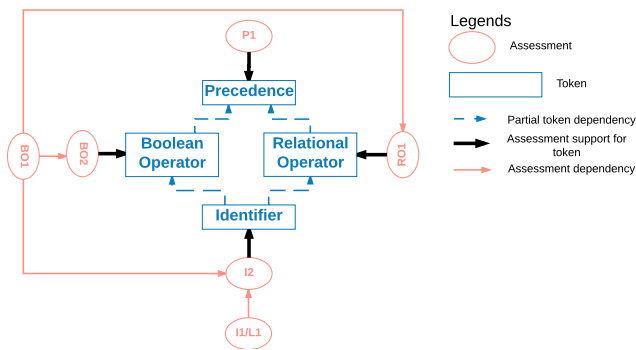 Legends
P1
Assessment
Precedence
Token
Partial token dependency
Boolean
Operator
Relational
Operator
Assessment support for
token
BO1
BO2
RO1
Assessment dependency
Identifier
I2
I1/L1